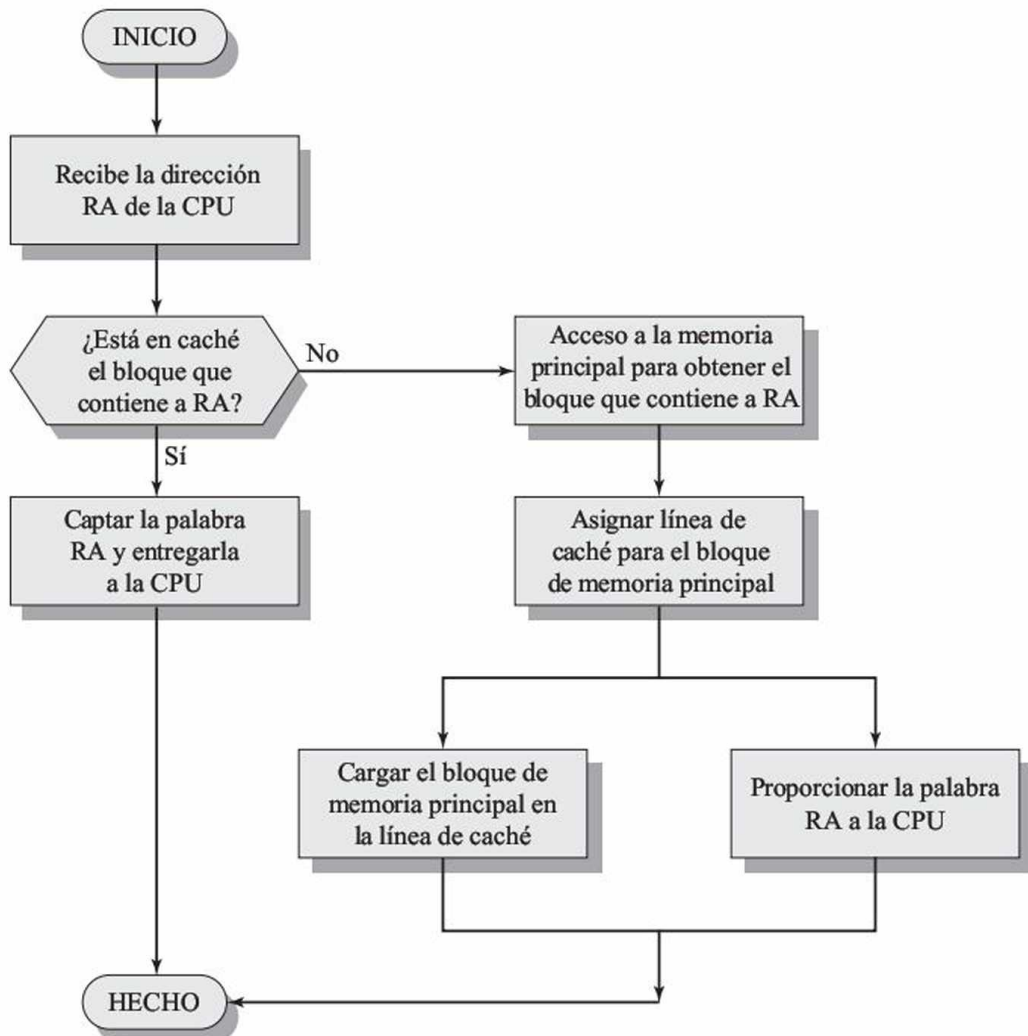 INICIO
Recibe la dirección
RA de la CPU
¿Está en caché
el bloque que
contiene a RA?
No
Sí
Acceso a la memoria
principal para obtener el
bloque que contiene a RA
Captar la palabra
RA y entregarla
a la CPU
Asignar línea de
caché para el bloque
de memoria principal
Cargar el bloque de
memoria principal en
la línea de caché
Proporcionar la palabra
RA a la CPU
HECHO